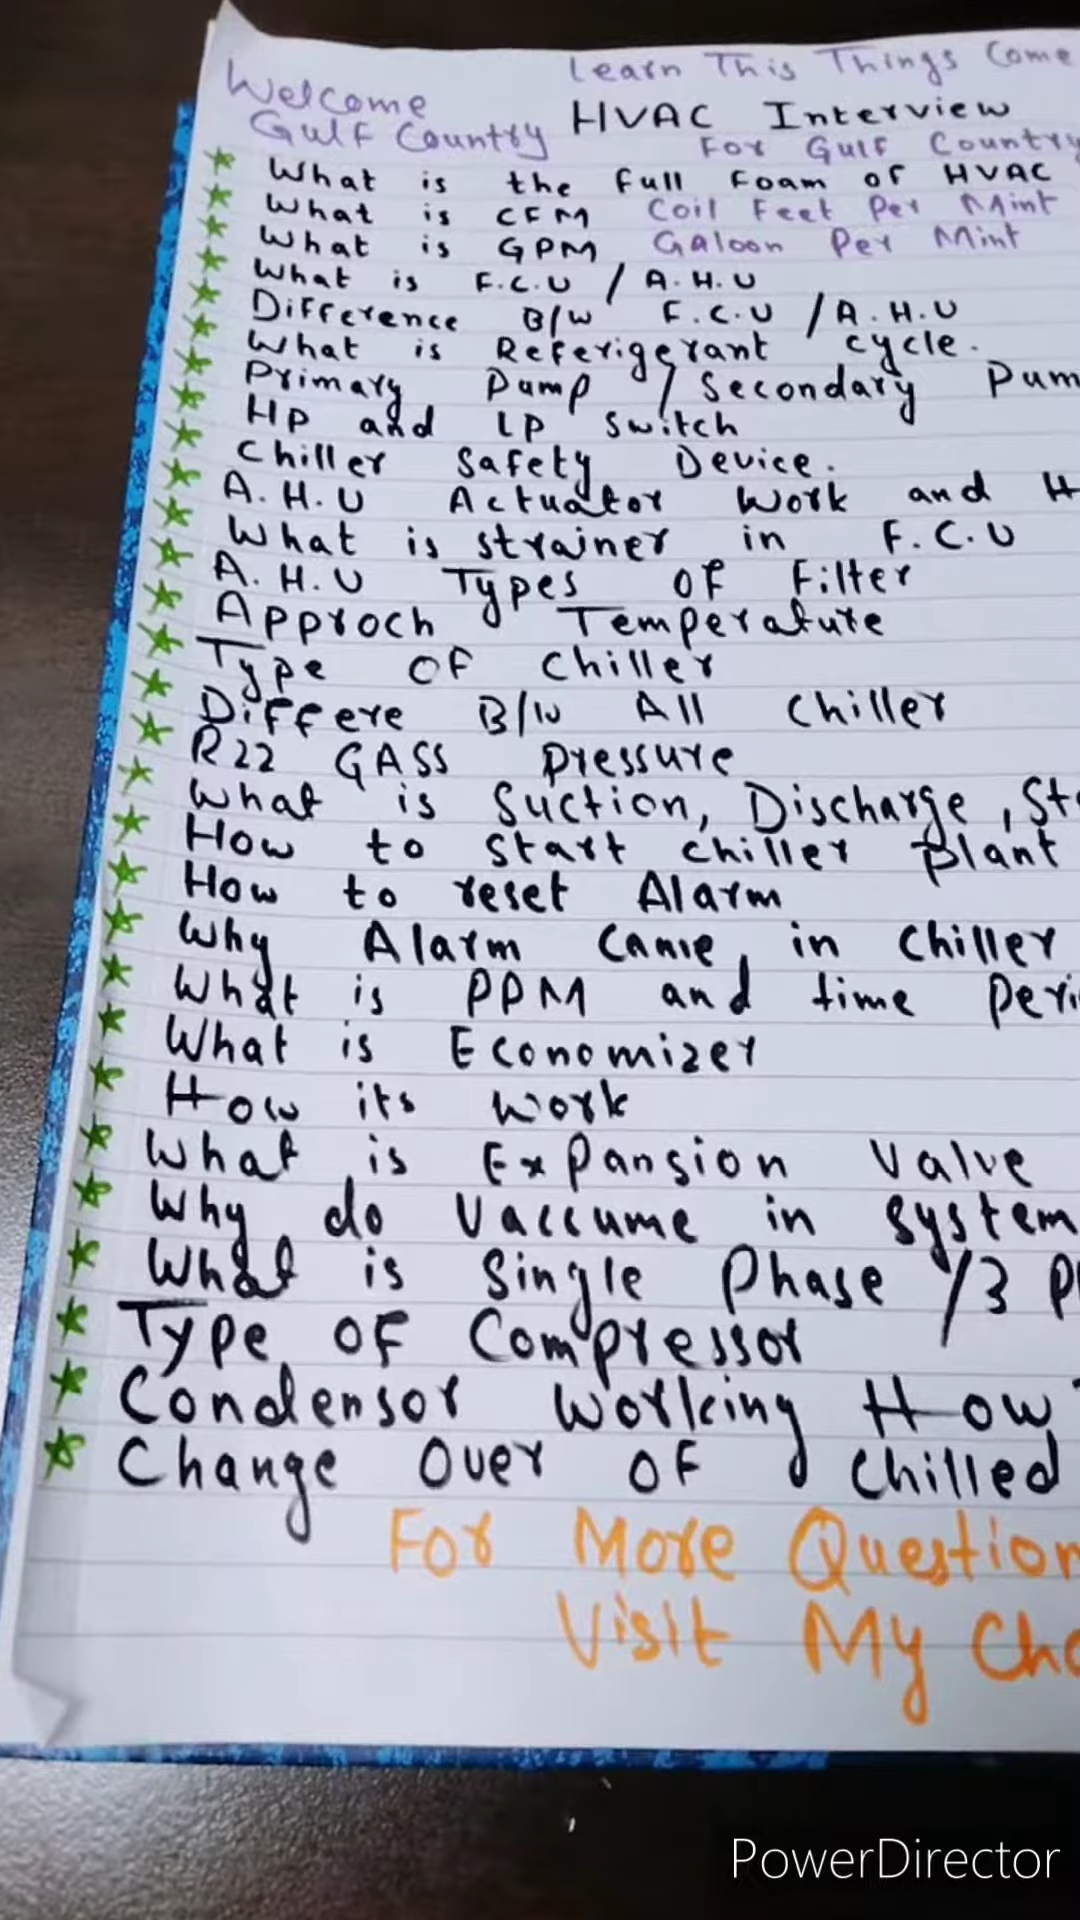 Learn This Things Come
Welcome
HVAC Interview
Gulf Country
For Gulf Country
What is the full Foam of HVAC
What is CFM Coil Feet Per Mint
What is GPM Galoon Per Mint
What is F.C.U / A.H.U
Difference B/w F.C.U / A.H.U
What is Referigerant cycle.
Primary Pump / Secondary Pum
HP and LP Switch
Chiller Safety Device.
A.H.U Actuator Work and H
What is strainer in F.C.U
A.H.U Types OF Filter
Approch Temperature
Type OF Chiller
Differe B/w All Chiller
R22 GASS Pressure
What is Suction, Discharge, St
How to Start Chiller Plant
How to reset Alarm
Why Alarm Came in Chiller
What is PPM and time Peri
What is Economizer
How its Work
What is Expansion Valve
Why do Vaccume in System
What is Single Phase /3 P
Type OF Compressor
Condensor Working How
Change Over OF Chilled
For More Question
Visit My Cha
PowerDirector